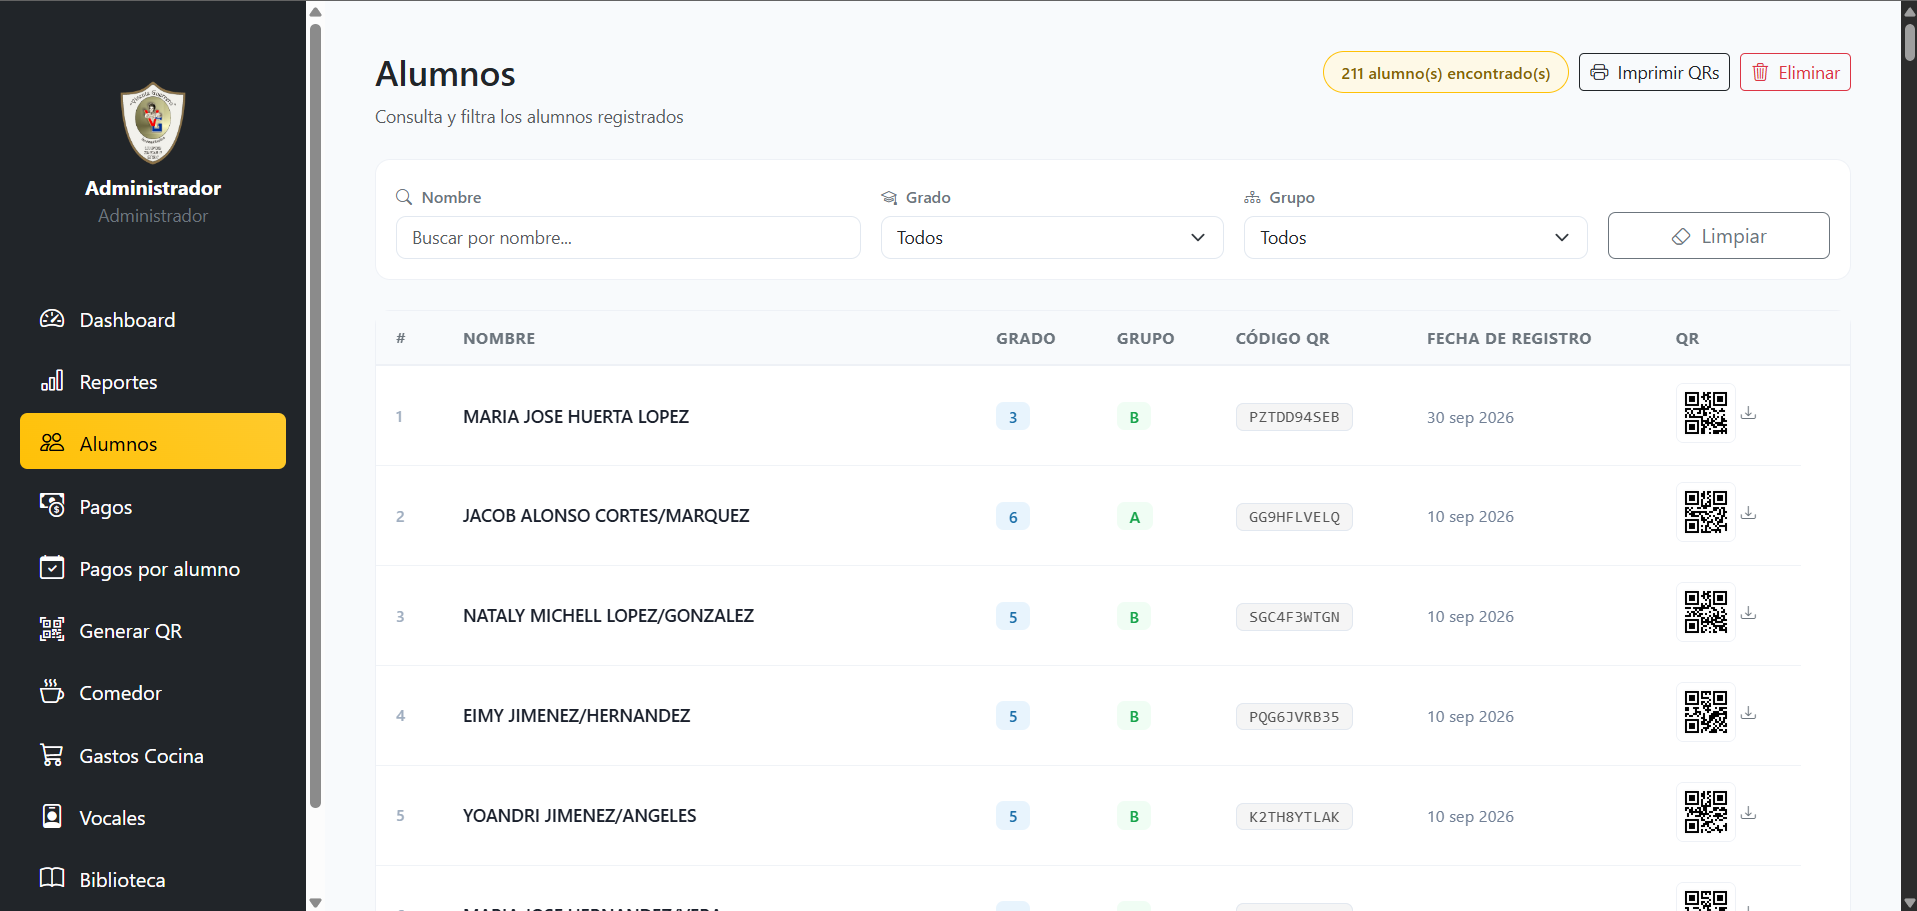 Administrador
Administrador
Dashboard
Reportes
Alumnos
Pagos
Pagos por alumno
Generar QR
Comedor
Gastos Cocina
Vocales
Biblioteca
Alumnos
Consulta y filtra los alumnos registrados
211 alumno(s) encontrado(s)
Imprimir QRs
Eliminar
Nombre
Grado
Grupo
Buscar por nombre...
Todos
Todos
Limpiar
# NOMBRE GRADO GRUPO CÓDIGO QR FECHA DE REGISTRO QR
1 MARIA JOSE HUERTA LOPEZ 3 B PZTDD94SEB 30 sep 2026
2 JACOB ALONSO CORTES/MARQUEZ 6 A GG9HFLVELQ 10 sep 2026
3 NATALY MICHELL LOPEZ/GONZALEZ 5 B SGC4F3WTGN 10 sep 2026
4 EIMY JIMENEZ/HERNANDEZ 5 B PQG6JVRB35 10 sep 2026
5 YOANDRI JIMENEZ/ANGELES 5 B K2TH8YTLAK 10 sep 2026